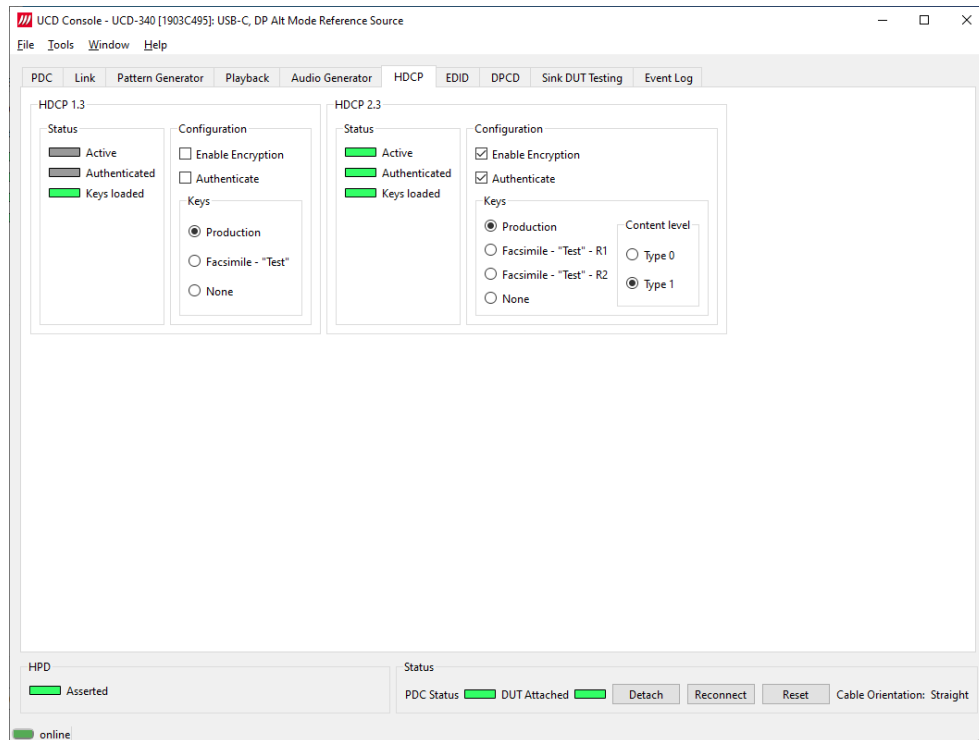 UCD Console - UCD-340 [1903C495]: USB-C, DP Alt Mode Reference Source
File Tools Window Help
PDC Link Pattern Generator Playback Audio Generator HDCP EDID DPCD Sink DUT Testing Event Log
HDCP 1.3
Status
Active
Authenticated
Keys loaded
Configuration
Enable Encryption
Authenticate
Keys
Production
Facsimile - "Test"
None
HDCP 2.3
Status
Active
Authenticated
Keys loaded
Configuration
Enable Encryption
Authenticate
Keys
Production
Facsimile - "Test" - R1
Facsimile - "Test" - R2
None
Content level
Type 0
Type 1
HPD
Asserted
Status
PDC Status DUT Attached Detach Reconnect Reset Cable Orientation: Straight
online